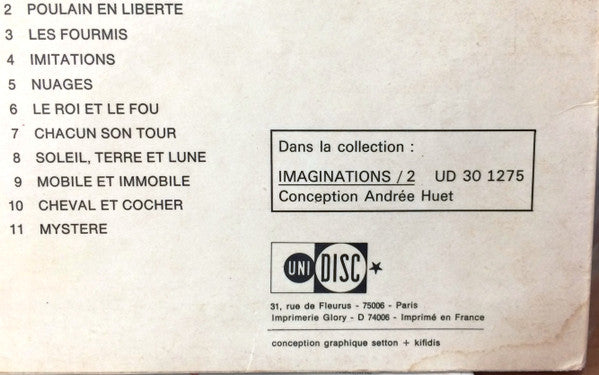 2 POULAIN EN LIBERTE
3 LES FOURMIS
4 IMITATIONS
5 NUAGES
6 LE ROI ET LE FOU
7 CHACUN SON TOUR
8 SOLEIL, TERRE ET LUNE
9 MOBILE ET IMMOBILE
10 CHEVAL ET COCHER
11 MYSTERE
Dans la collection :
IMAGINATIONS / 2 UD 30 1275
Conception Andrée Huet
UNI DISC
31, rue de Fleurus - 75006 - Paris
Imprimerie Glory - D 74006 - Imprimé en France
conception graphique setton + kifidis